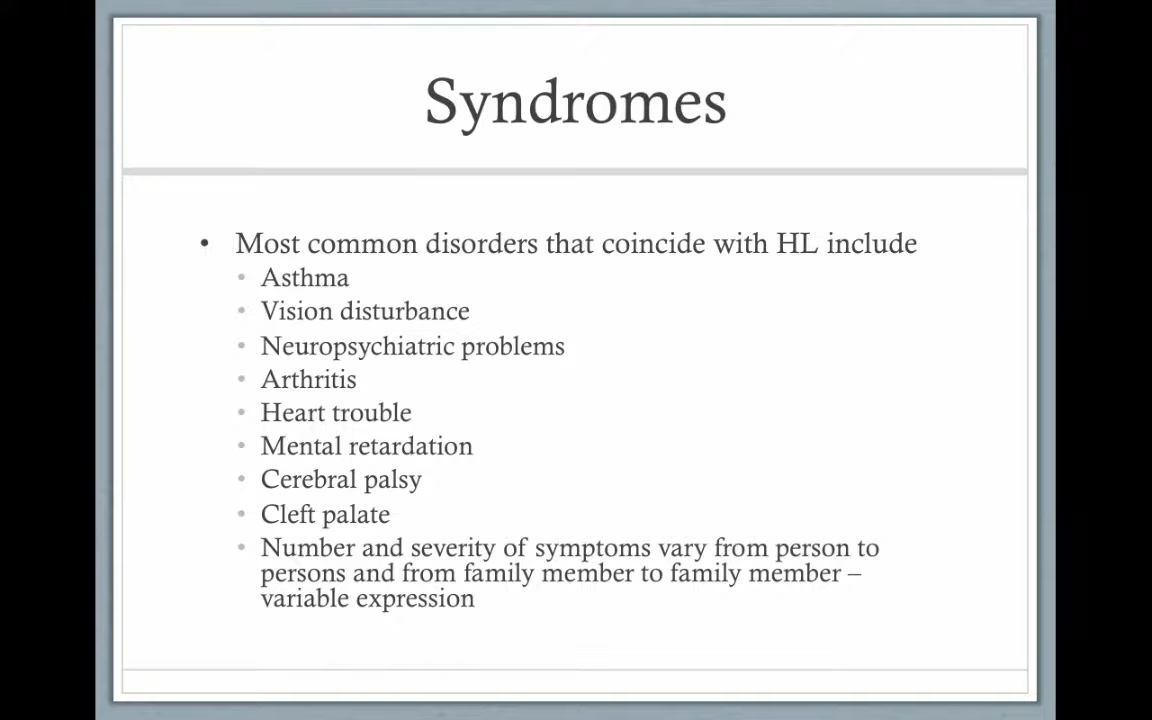 Syndromes
• Most common disorders that coincide with HL include
• Asthma
• Vision disturbance
• Neuropsychiatric problems
• Arthritis
• Heart trouble
• Mental retardation
• Cerebral palsy
• Cleft palate
• Number and severity of symptoms vary from person to
persons and from family member to family member –
variable expression